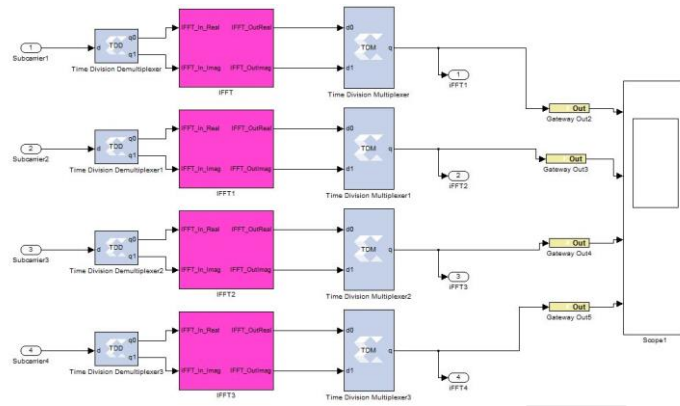 1
Subcarrier1
d
TDD
q0
q1
Time Division Demultiplexer
IFFT_In_Real
IFFT_OutReal
IFFT_In_Imag
IFFT_OutImag
IFFT
d0
d1
TDM
q
Time Division Multiplexer
1
iFFT1
Out
Gateway Out2
2
Subcarrier2
d
TDD
q0
q1
Time Division Demultiplexer1
IFFT_In_Real
IFFT_OutReal
IFFT_In_Imag
IFFT_OutImag
IFFT1
d0
d1
TDM
q
Time Division Multiplexer1
2
iFFT2
Out
Gateway Out3
3
Subcarrier3
d
TDD
q0
q1
Time Division Demultiplexer2
IFFT_In_Real
IFFT_OutReal
IFFT_In_Imag
IFFT_OutImag
IFFT2
d0
d1
TDM
q
Time Division Multiplexer2
3
iFFT3
Out
Gateway Out4
4
Subcarrier4
d
TDD
q0
q1
Time Division Demultiplexer3
IFFT_In_Real
IFFT_OutReal
IFFT_In_Imag
IFFT_OutImag
IFFT3
d0
d1
TDM
q
Time Division Multiplexer3
4
iFFT4
Out
Gateway Out5
Scope1